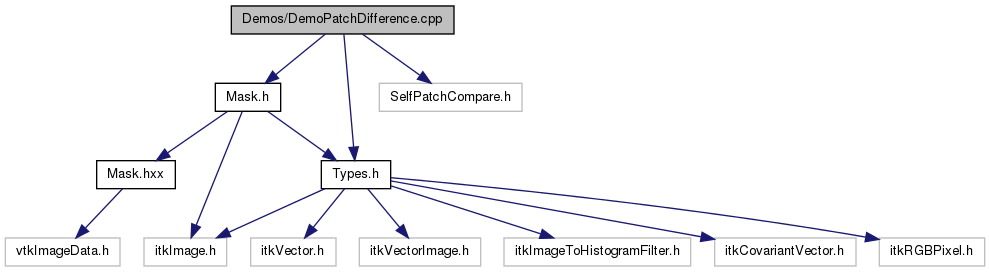 Demos/DemoPatchDifference.cpp
Mask.h
SelfPatchCompare.h
Mask.hxx
Types.h
vtkImageData.h
itkImage.h
itkVector.h
itkVectorImage.h
itkImageToHistogramFilter.h
itkCovariantVector.h
itkRGBPixel.h